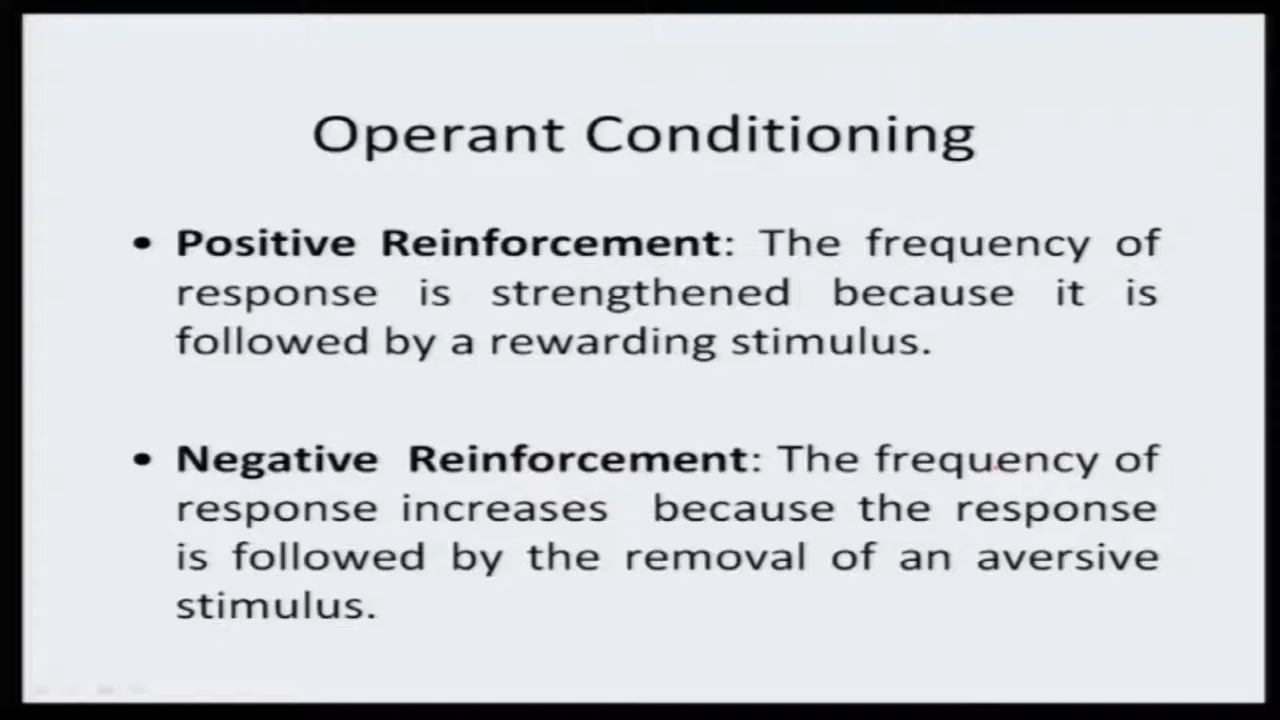 Operant Conditioning
• Positive Reinforcement: The frequency of
response is strengthened because it is
followed by a rewarding stimulus.
• Negative Reinforcement: The frequency of
response increases because the response
is followed by the removal of an aversive
stimulus.